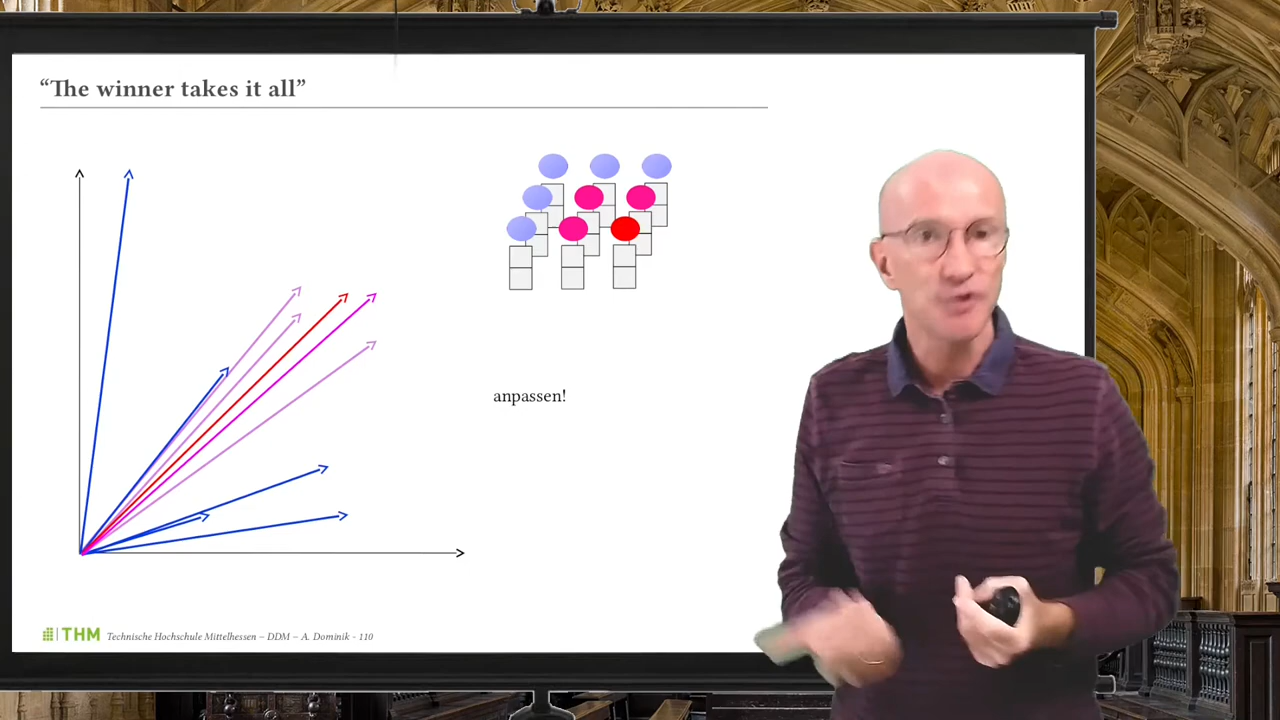 “The winner takes it all”
anpassen!
THM Technische Hochschule Mittelhessen – DDM – A. Dominik - 110